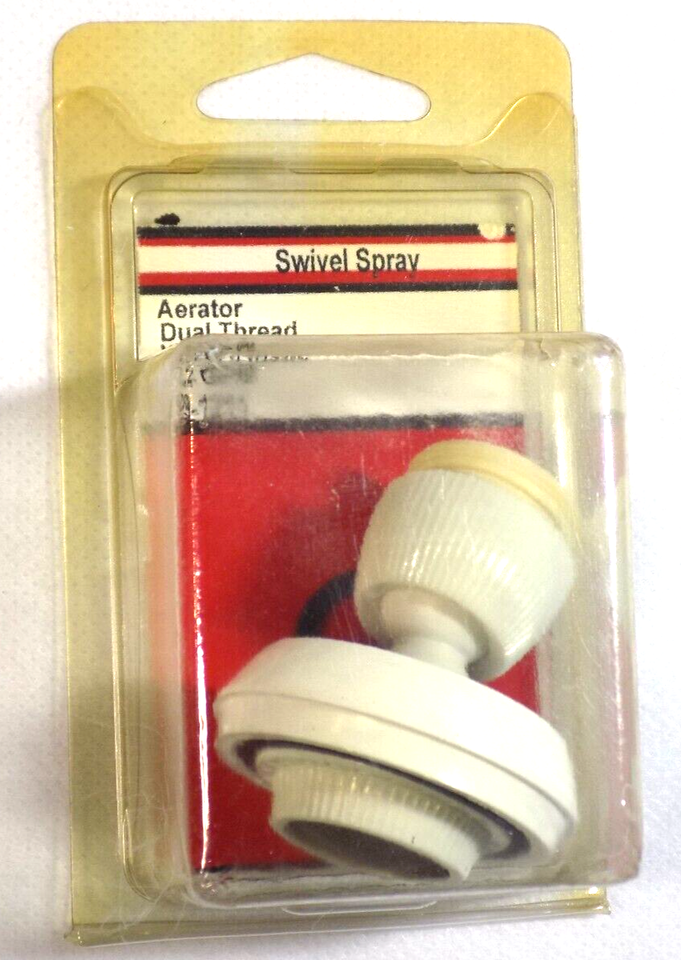 Swivel Spray
Aerator
Dual Thread